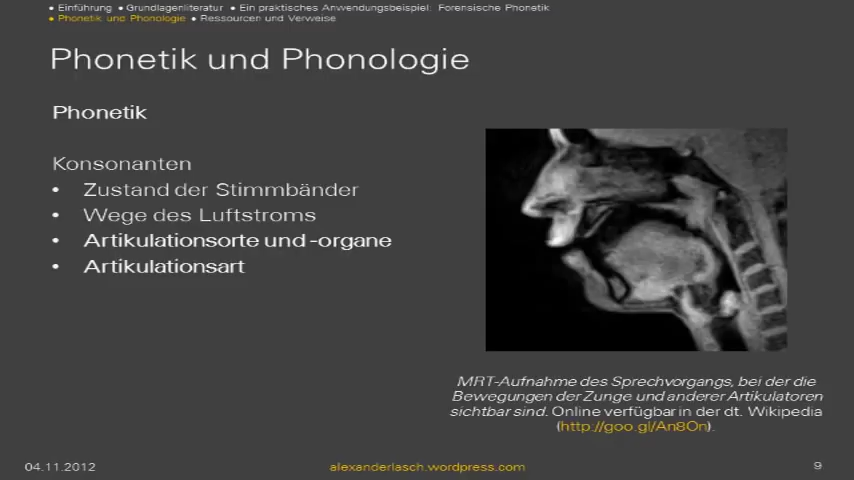 • Einführung • Grundlagenliteratur • Ein praktisches Anwendungsbeispiel: Forensische Phonetik
• Phonetik und Phonologie • Ressourcen und Verweise
Phonetik und Phonologie
Phonetik
Konsonanten
• Zustand der Stimmbänder
• Wege des Luftstroms
• Artikulationsorte und -organe
• Artikulationsart
MRT-Aufnahme des Sprechvorgangs, bei der die
Bewegungen der Zunge und anderer Artikulatoren
sichtbar sind. Online verfügbar in der dt. Wikipedia
(http://goo.gl/An8On).
04.11.2012
alexanderlasch.wordpress.com
9